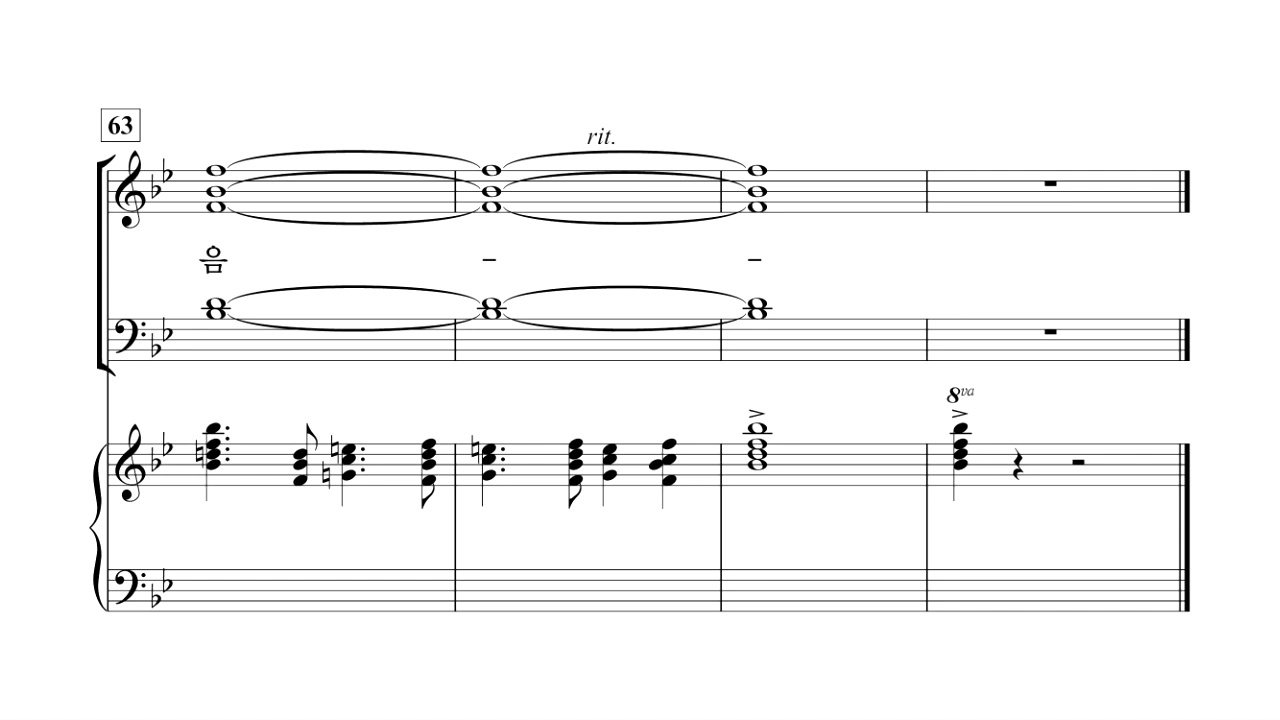 63
rit.
– –
8va